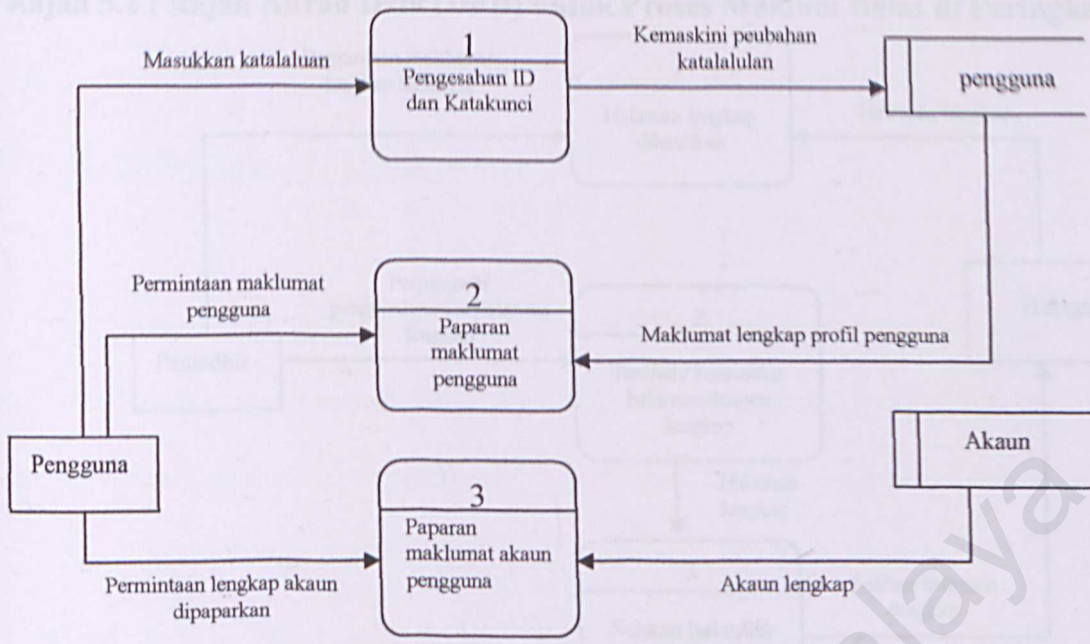 1
Masukkan katalaluan
Pengesahan ID
dan Katakunci
Kemaskini peubahan
katalalulan
pengguna
Permintaan maklumat
pengguna
2
Paparan
maklumat
pengguna
Maklumat lengkap profil pengguna
Pengguna
Akaun
3
Paparan
maklumat akaun
pengguna
Permintaan lengkap akaun
dipaparkan
Akaun lengkap
laya